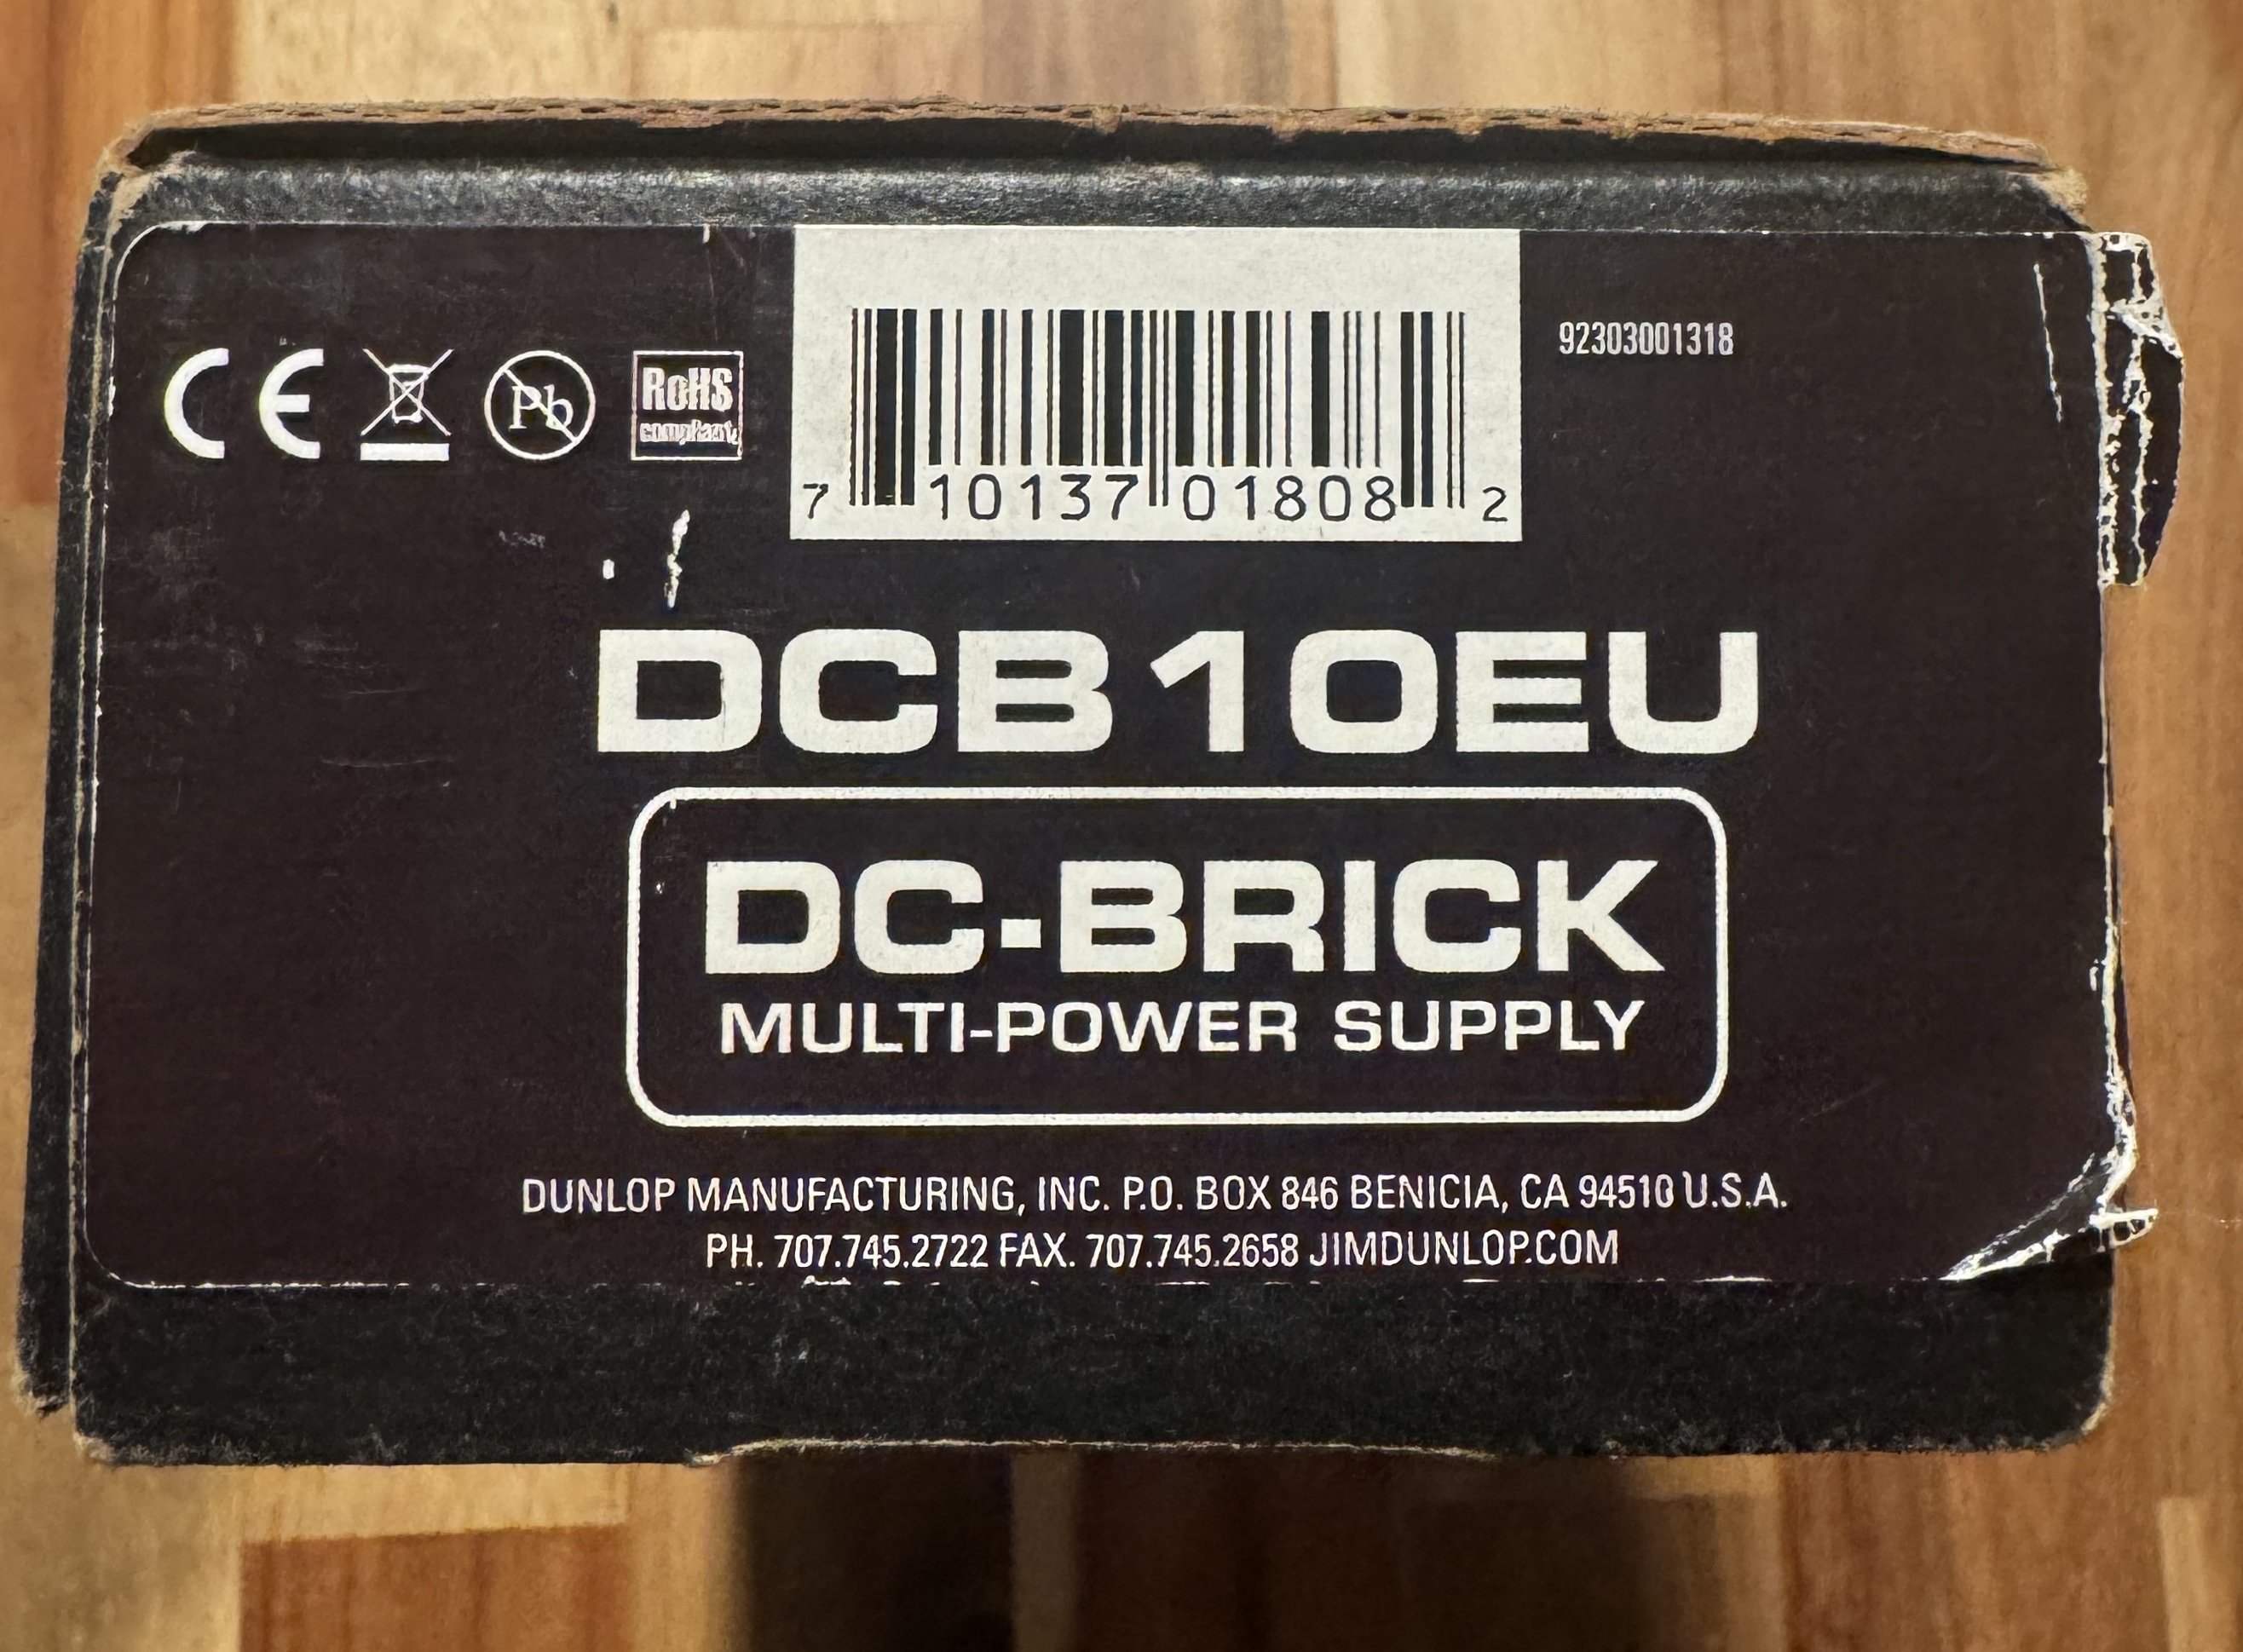 CE
Pb
RoHS
compliant
92303001318
7 10137 01808 2
DCB10EU
DC-BRICK
MULTI-POWER SUPPLY
DUNLOP MANUFACTURING, INC. P.O. BOX 846 BENICIA, CA 94510 U.S.A.
PH. 707.745.2722 FAX. 707.745.2658 JIMDUNLOP.COM